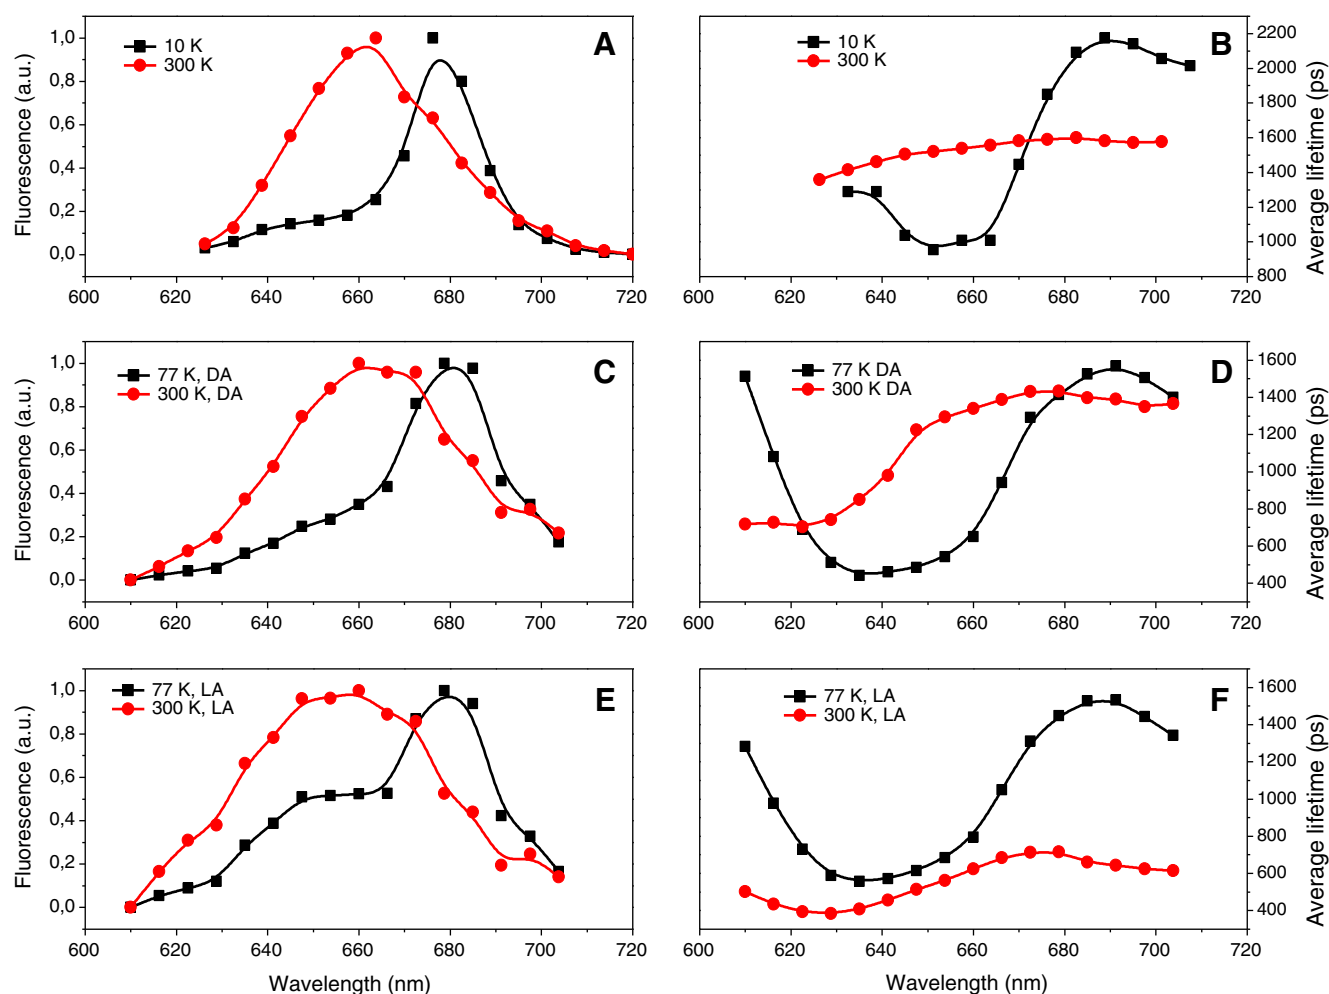 A
10 K
300 K
Fluorescence (a.u.)
1,0
0,8
0,6
0,4
0,2
0,0
600 620 640 660 680 700 720
B
10 K
300 K
Average lifetime (ps)
2200
2000
1800
1600
1400
1200
1000
800
600 620 640 660 680 700 720
C
77 K, DA
300 K, DA
Fluorescence (a.u.)
1,0
0,8
0,6
0,4
0,2
0,0
600 620 640 660 680 700 720
D
77 K DA
300 K DA
Average lifetime (ps)
1600
1400
1200
1000
800
600
400
600 620 640 660 680 700 720
E
77 K, LA
300 K, LA
Fluorescence (a.u.)
1,0
0,8
0,6
0,4
0,2
0,0
600 620 640 660 680 700 720
Wavelength (nm)
F
77 K, LA
300 K, LA
Average lifetime (ps)
1600
1400
1200
1000
800
600
400
600 620 640 660 680 700 720
Wavelength (nm)